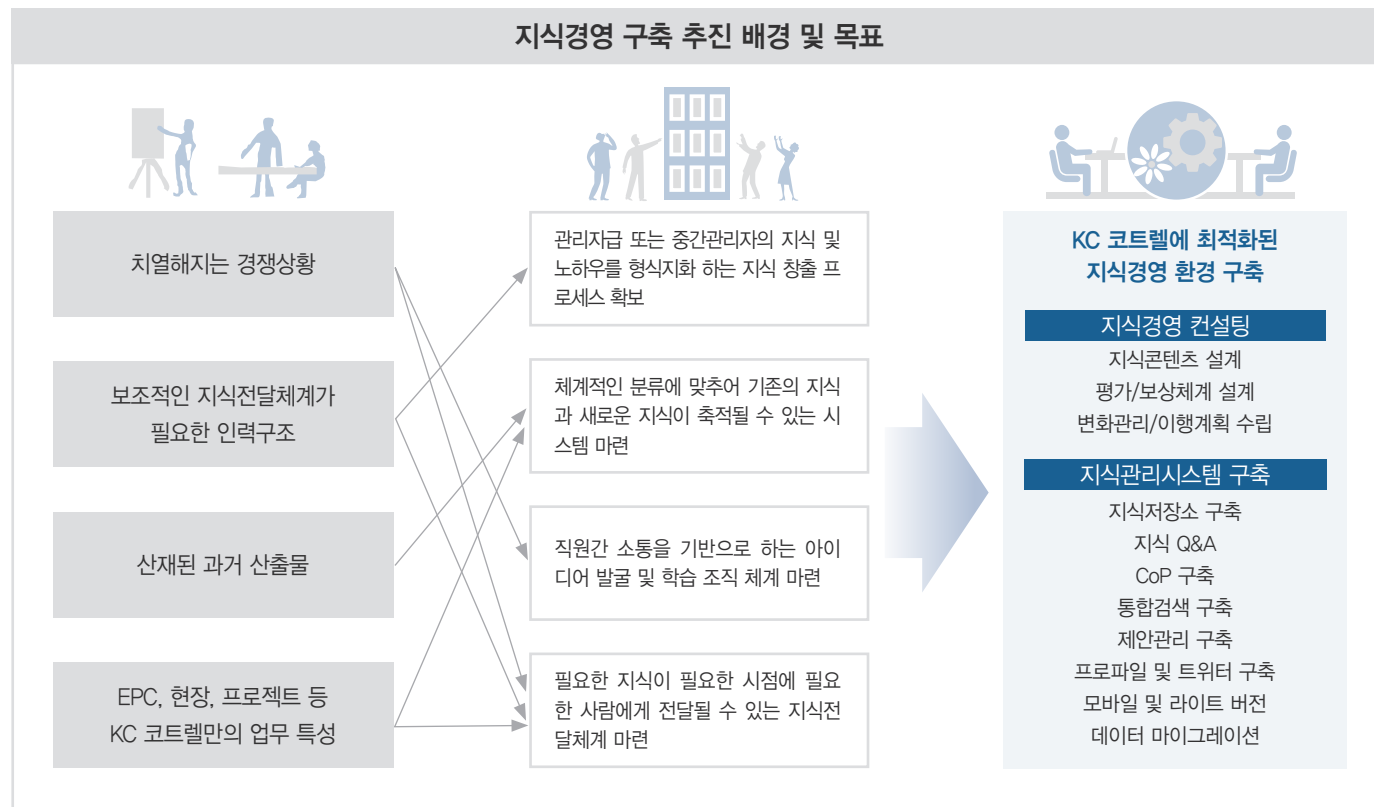 지식경영 구축 추진 배경 및 목표
치열해지는 경쟁상황
보조적인 지식전달체계가
필요한 인력구조
산재된 과거 산출물
EPC, 현장, 프로젝트 등
KC 코트렐만의 업무 특성
관리자급 또는 중간관리자의 지식 및
노하우를 형식지화 하는 지식 창출 프
로세스 확보
체계적인 분류에 맞추어 기존의 지식
과 새로운 지식이 축적될 수 있는 시
스템 마련
직원간 소통을 기반으로 하는 아이
디어 발굴 및 학습 조직 체계 마련
필요한 지식이 필요한 시점에 필요
한 사람에게 전달될 수 있는 지식전
달체계 마련
KC 코트렐에 최적화된
지식경영 환경 구축
지식경영 컨설팅
지식콘텐츠 설계
평가/보상체계 설계
변화관리/이행계획 수립
지식관리시스템 구축
지식저장소 구축
지식 Q&A
CoP 구축
통합검색 구축
제안관리 구축
프로파일 및 트위터 구축
모바일 및 라이트 버전
데이터 마이그레이션